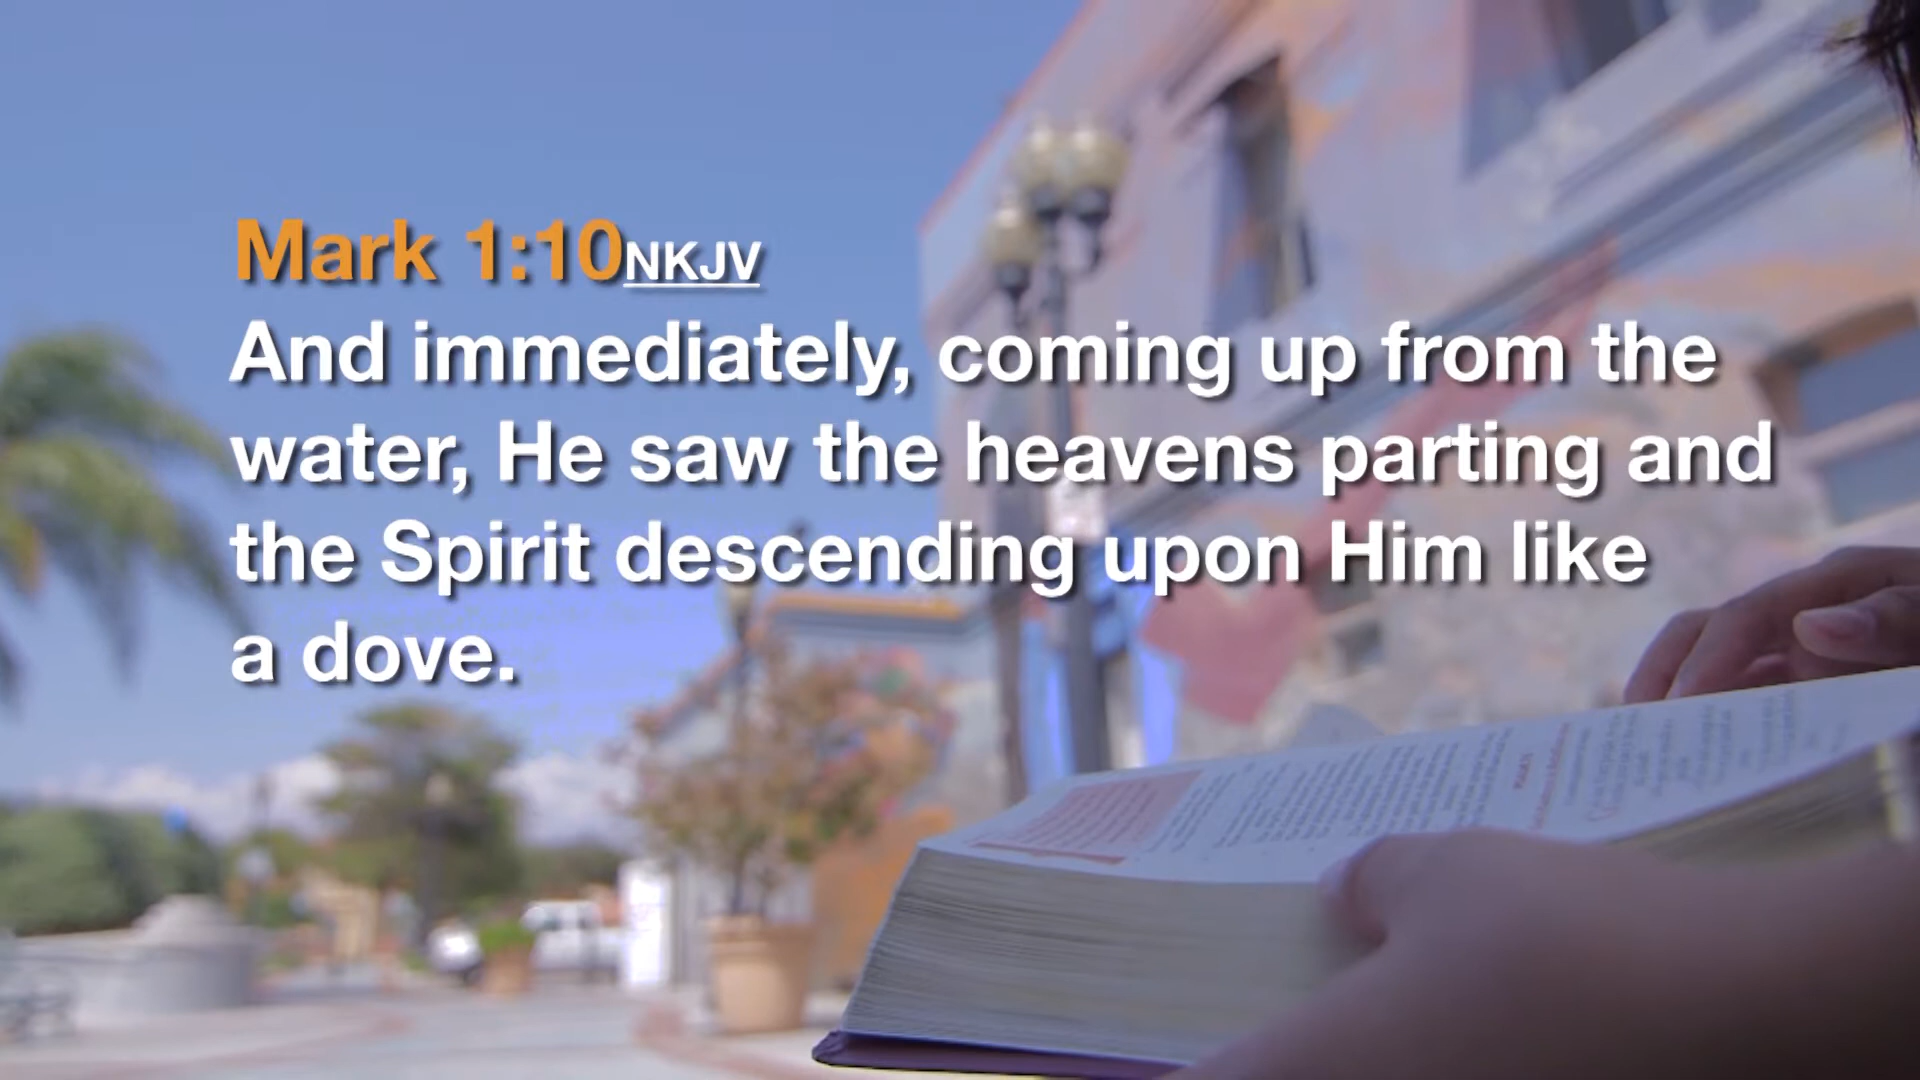 Mark 1:10NKJV
And immediately, coming up from the
water, He saw the heavens parting and
the Spirit descending upon Him like
a dove.